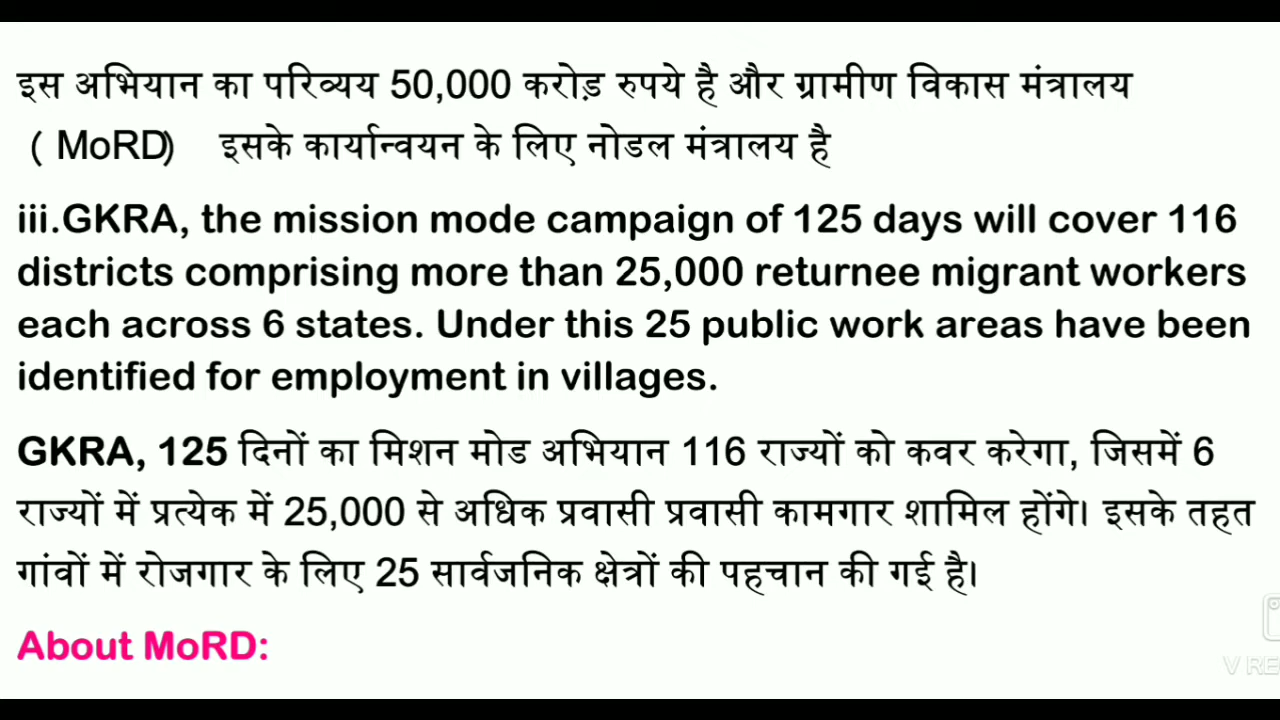 इस अभियान का परिव्यय 50,000 करोड़ रुपये है और ग्रामीण विकास मंत्रालय
( MoRD) इसके कार्यान्वयन के लिए नोडल मंत्रालय है
iii.GKRA, the mission mode campaign of 125 days will cover 116
districts comprising more than 25,000 returnee migrant workers
each across 6 states. Under this 25 public work areas have been
identified for employment in villages.
GKRA, 125 दिनों का मिशन मोड अभियान 116 राज्यों को कवर करेगा, जिसमें 6
राज्यों में प्रत्येक में 25,000 से अधिक प्रवासी प्रवासी कामगार शामिल होंगे। इसके तहत
गांवों में रोजगार के लिए 25 सार्वजनिक क्षेत्रों की पहचान की गई है।
About MoRD:
V RE